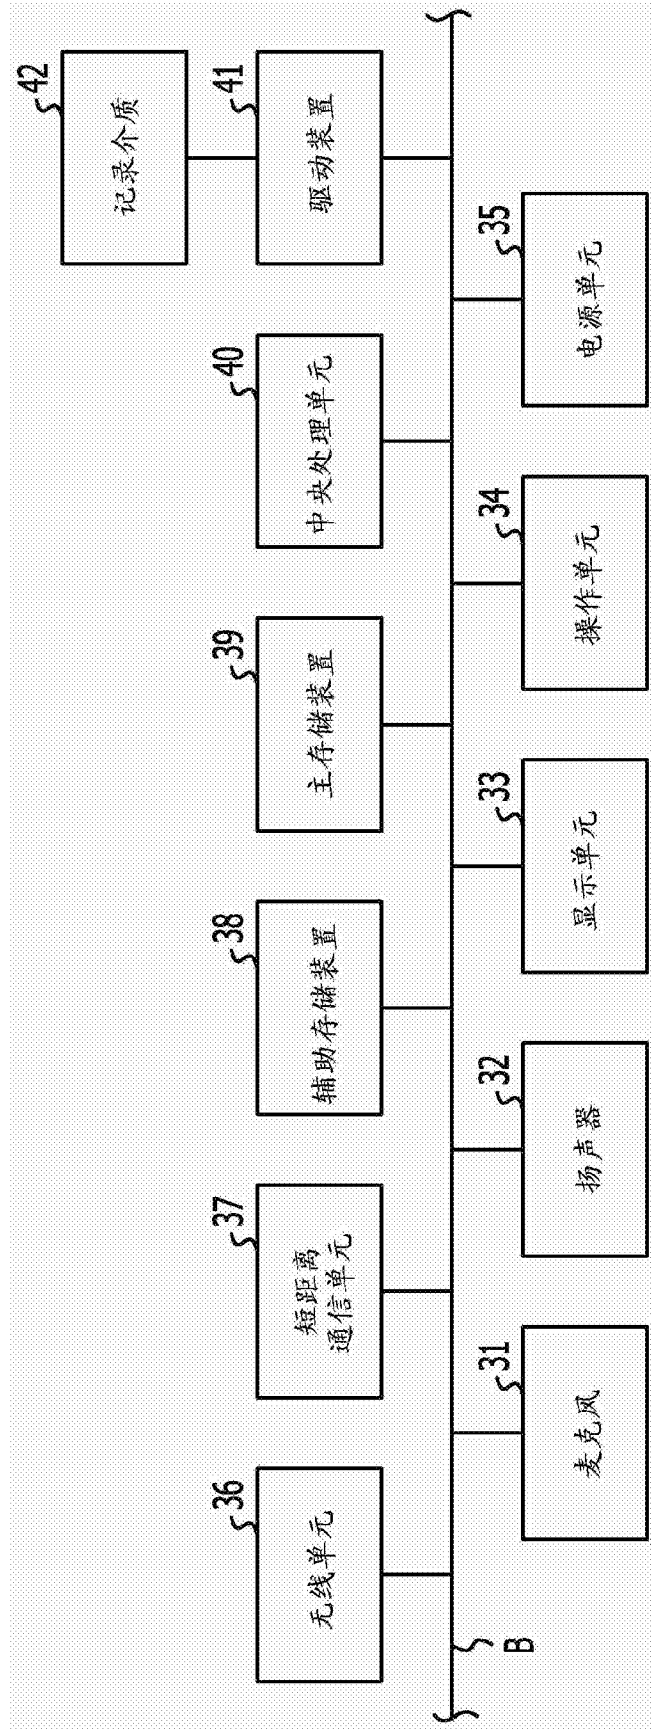 42
记录介质
36
无线单元
37
短距离
通信单元
38
辅助存储装置
39
主存储装置
40
中央处理单元
41
驱动装置
B
31
麦克风
32
扬声器
33
显示单元
34
操作单元
35
电源单元